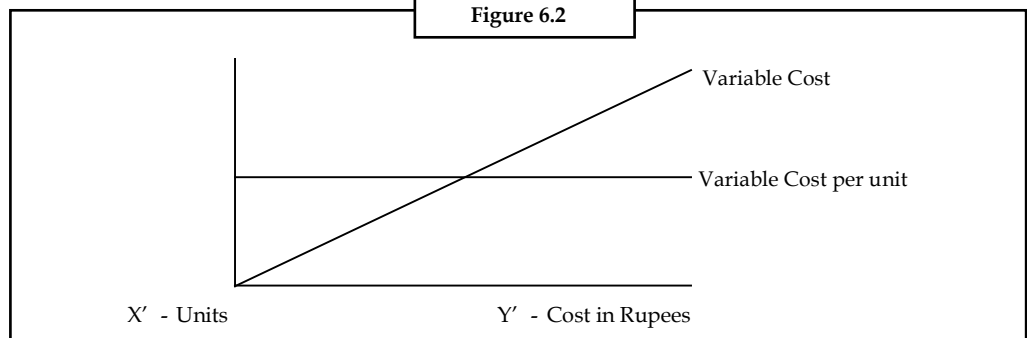 Figure 6.2
Variable Cost
Variable Cost per unit
X′ - Units Y′ - Cost in Rupees